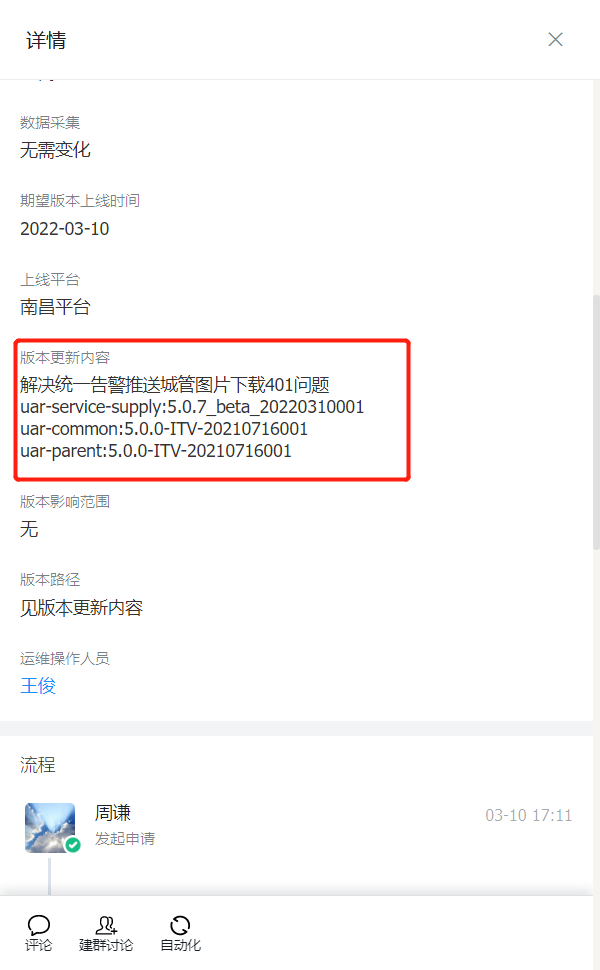 详情
数据采集
无需变化
期望版本上线时间
2022-03-10
上线平台
南昌平台
版本更新内容
解决统一告警推送城管图片下载401问题
uar-service-supply:5.0.7_beta_20220310001
uar-common:5.0.0-ITV-20210716001
uar-parent:5.0.0-ITV-20210716001
版本影响范围
无
版本路径
见版本更新内容
运维操作人员
王俊
流程
周谦
03-10 17:11
发起申请
评论
建群讨论
自动化